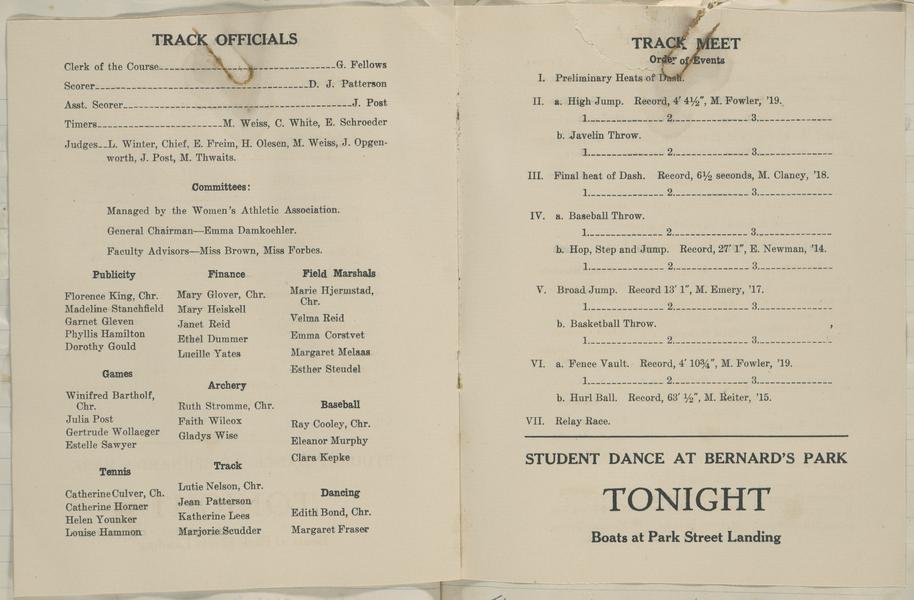 TRACK OFFICIALS
Clerk of the Course G. Fellows
Scorer D. J. Patterson
Asst. Scorer J. Post
Timers M. Weiss, C. White, E. Schroeder
Judges L. Winter, Chief, E. Freim, H. Olesen, M. Weiss, J. Opgen-
worth, J. Post, M. Thwaits.
Committees:
Managed by the Women's Athletic Association.
General Chairman—Emma Damkoehler.
Faculty Advisors—Miss Brown, Miss Forbes.
Publicity
Florence King, Chr.
Madeline Stanchfield
Garnet Gleven
Phyllis Hamilton
Dorothy Gould
Games
Winifred Bartholf,
Chr.
Julia Post
Gertrude Wollaeger
Estelle Sawyer
Tennis
Catherine Culver, Ch.
Catherine Horner
Helen Younker
Louise Hammon
Finance
Mary Glover, Chr.
Mary Heiskell
Janet Reid
Ethel Dummer
Lucille Yates
Archery
Ruth Stromme, Chr.
Faith Wilcox
Gladys Wise
Track
Lutie Nelson, Chr.
Jean Patterson
Katherine Lees
Marjorie Scudder
Field Marshals
Marie Hjermstad,
Chr.
Velma Reid
Emma Corstvet
Margaret Melaas
Esther Steudel
Baseball
Ray Cooley, Chr.
Eleanor Murphy
Clara Kepke
Dancing
Edith Bond, Chr.
Margaret Fraser
TRACK MEET
Order of Events
I. Preliminary Heats of Dash.
II. a. High Jump. Record, 4' 4½", M. Fowler, '19.
1. 2. 3.
b. Javelin Throw.
1. 2. 3.
III. Final heat of Dash. Record, 6½ seconds, M. Clancy, '18.
1. 2. 3.
IV. a. Baseball Throw.
1. 2. 3.
b. Hop, Step and Jump. Record, 27' 1", E. Newman, '14.
1. 2. 3.
V. Broad Jump. Record 13' 1", M. Emery, '17.
1. 2. 3.
b. Basketball Throw.
1. 2. 3.
VI. a. Fence Vault. Record, 4' 10¾", M. Fowler, '19.
1. 2. 3.
b. Hurl Ball. Record, 63' ½", M. Reiter, '15.
VII. Relay Race.
STUDENT DANCE AT BERNARD'S PARK
TONIGHT
Boats at Park Street Landing